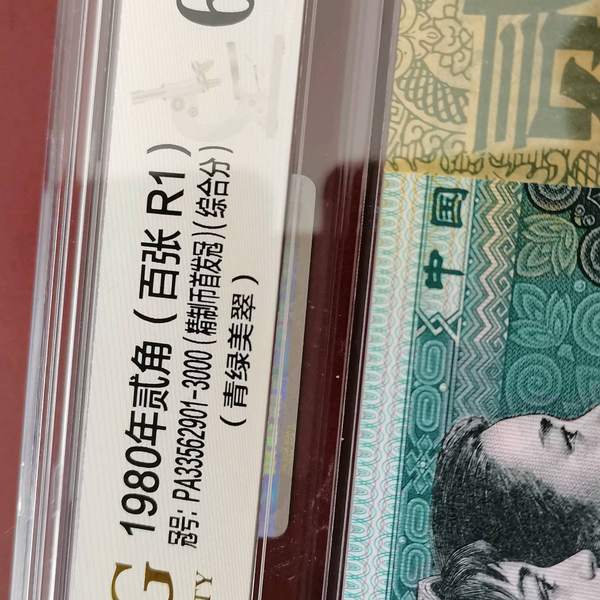 1980年贰角（百张 R1）
冠号：PA33562901-3000（精制币首发冠）（综合分）
（青绿美翠）
中国